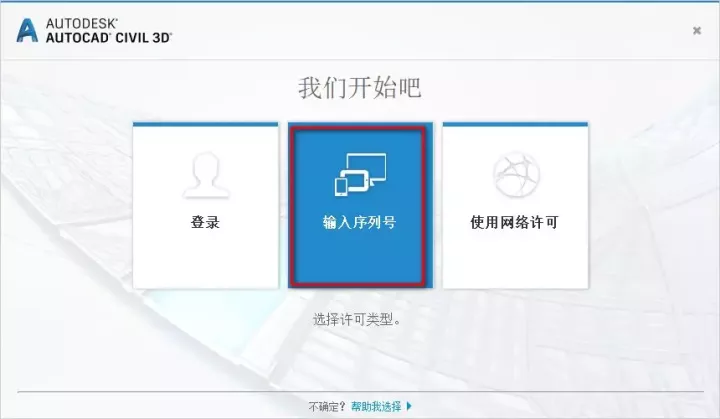 AUTODESK®
AUTOCAD® CIVIL 3D®
我们开始吧
登录
输入序列号
使用网络许可
选择许可类型。
不确定? 帮助我选择